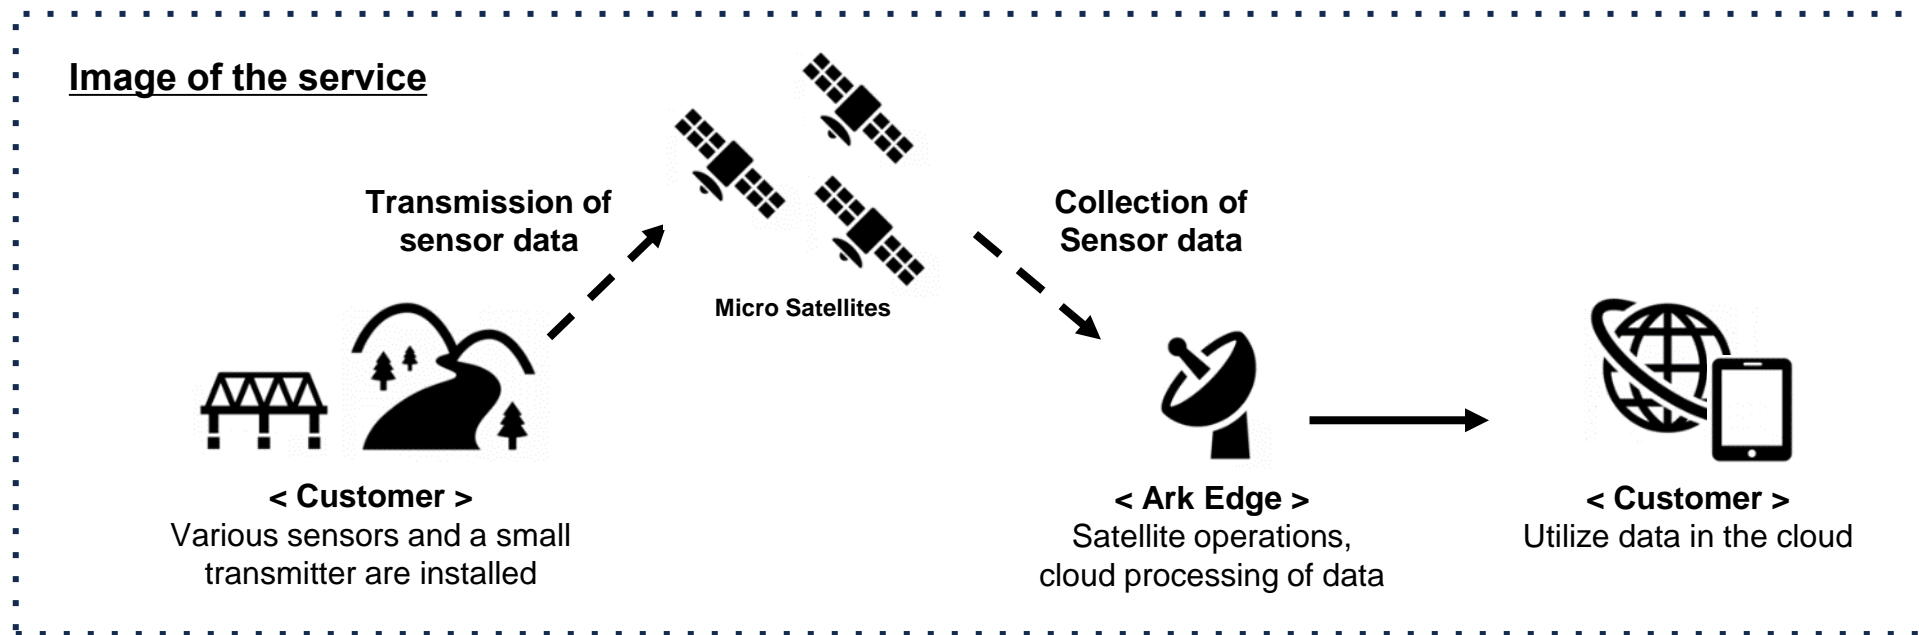 Image of the service
Transmission of
sensor data
Collection of
Sensor data
Micro Satellites
< Customer >
Various sensors and a small
transmitter are installed
< Ark Edge >
Satellite operations,
cloud processing of data
< Customer >
Utilize data in the cloud